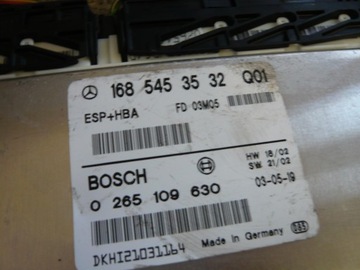 168 545 35 32 Q01
ESP+HBA FD 03MQ5
BOSCH HW 18/02
SW 21/02
0 265 109 630 03-05-19
DKHI21031164 Made in Germany